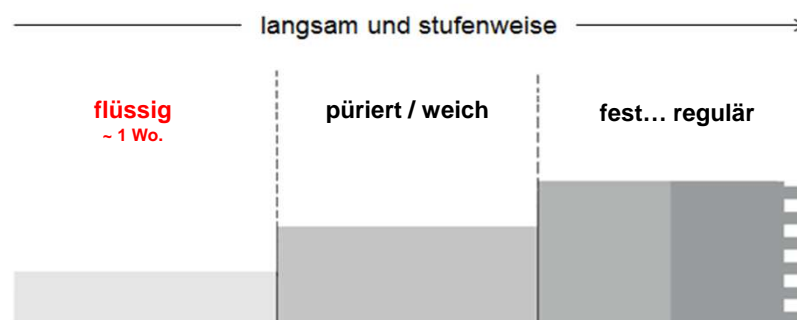 langsam und stufenweise
flüssig
~ 1 Wo.
püriert / weich
fest… regulär